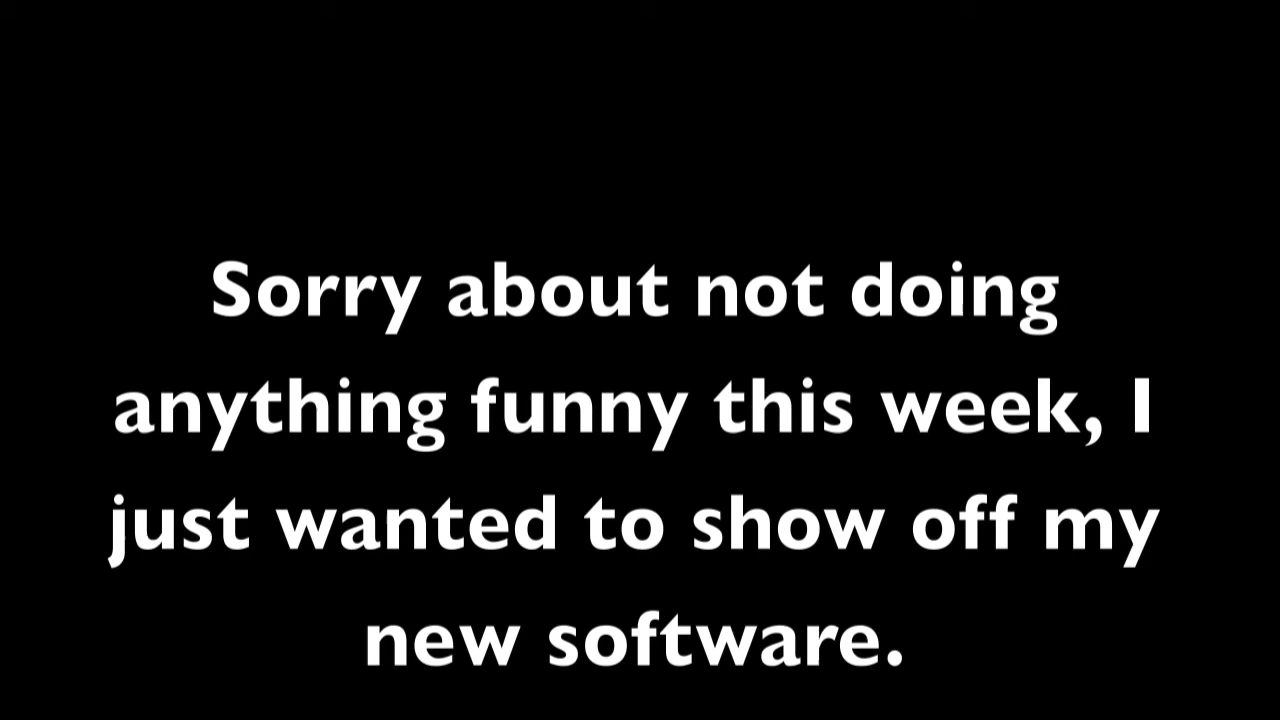 Sorry about not doing
anything funny this week, I
just wanted to show off my
new software.